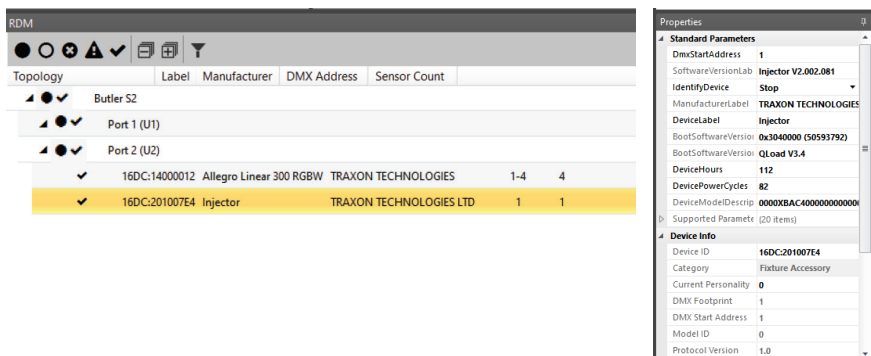 RDM
Topology Label Manufacturer DMX Address Sensor Count
Butler S2
Port 1 (U1)
Port 2 (U2)
16DC:14000012 Allegro Linear 300 RGBW TRAXON TECHNOLOGIES 1-4 4
16DC:201007E4 Injector TRAXON TECHNOLOGIES LTD 1 1
Properties
Standard Parameters
DmxStartAddress 1
SoftwareVersionLab Injector V2.002.081
IdentifyDevice Stop
ManufacturerLabel TRAXON TECHNOLOGIES
DeviceLabel Injector
BootSoftwareVersio 0x3040000 (50593792)
BootSoftwareVersio QLoad V3.4
DeviceHours 112
DevicePowerCycles 82
DeviceModelDescrip
Supported Paramete (20 items)
Device Info
Device ID 16DC:201007E4
Category Fixture Accessory
Current Personality 0
DMX Footprint 1
DMX Start Address 1
Model ID 0
Protocol Version 1.0